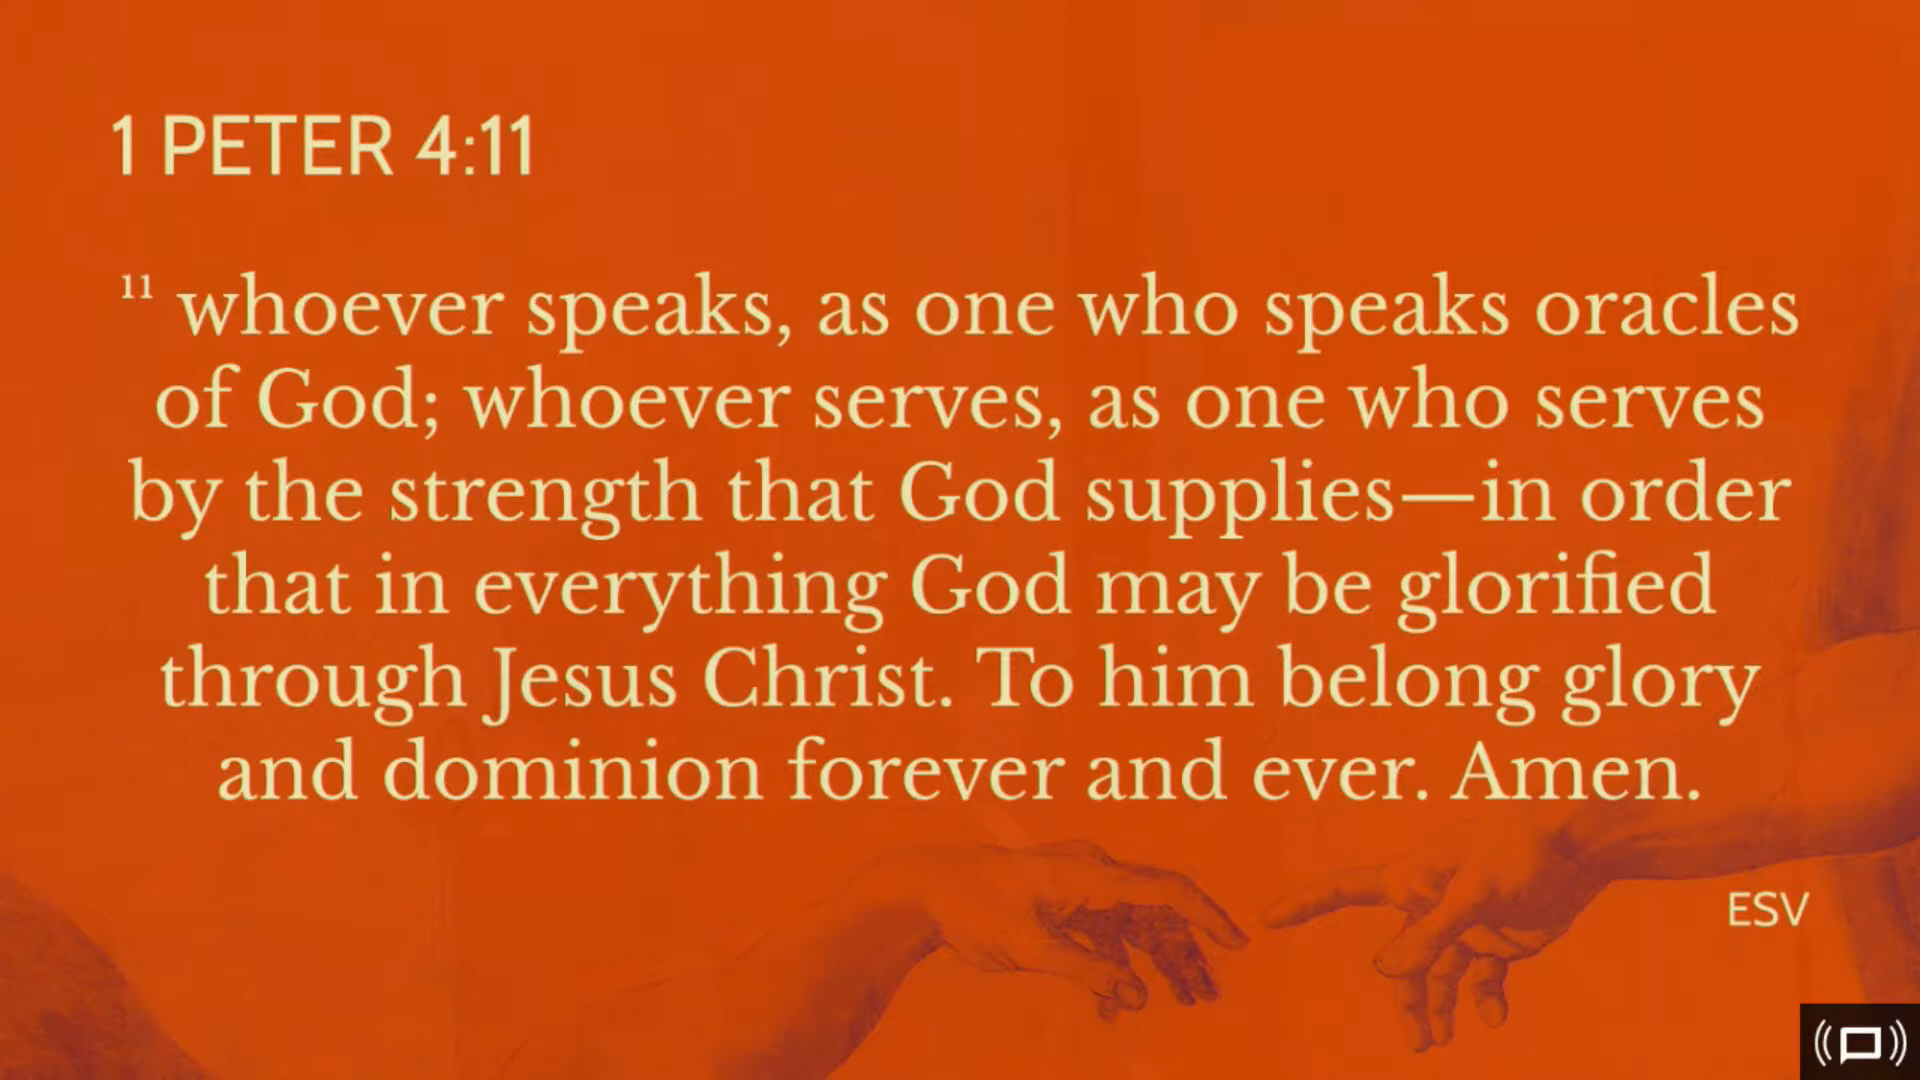 1 PETER 4:11
11 whoever speaks, as one who speaks oracles
of God; whoever serves, as one who serves
by the strength that God supplies—in order
that in everything God may be glorified
through Jesus Christ. To him belong glory
and dominion forever and ever. Amen.
ESV